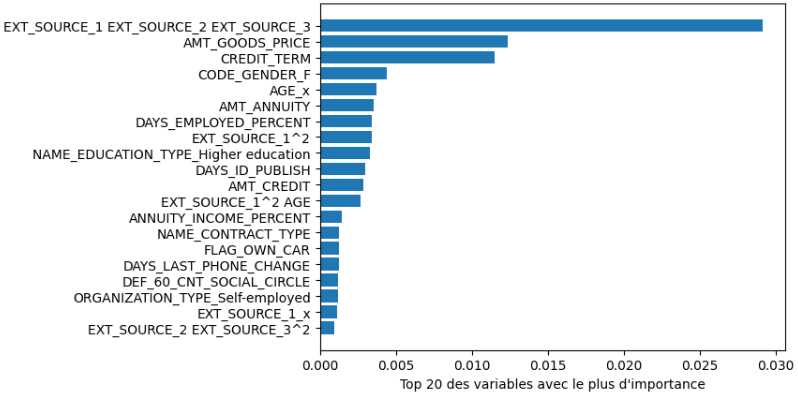 EXT_SOURCE_1 EXT_SOURCE_2 EXT_SOURCE_3
AMT_GOODS_PRICE
CREDIT_TERM
CODE_GENDER_F
AGE_x
AMT_ANNUITY
DAYS_EMPLOYED_PERCENT
EXT_SOURCE_1^2
NAME_EDUCATION_TYPE_Higher education
DAYS_ID_PUBLISH
AMT_CREDIT
EXT_SOURCE_1^2 AGE
ANNUITY_INCOME_PERCENT
NAME_CONTRACT_TYPE
FLAG_OWN_CAR
DAYS_LAST_PHONE_CHANGE
DEF_60_CNT_SOCIAL_CIRCLE
ORGANIZATION_TYPE_Self-employed
EXT_SOURCE_1_x
EXT_SOURCE_2 EXT_SOURCE_3^2
0.000 0.005 0.010 0.015 0.020 0.025 0.030
Top 20 des variables avec le plus d'importance